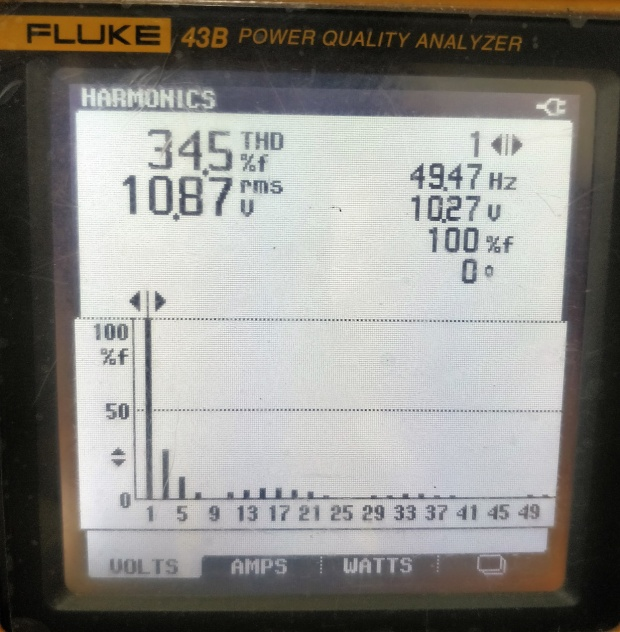 FLUKE 43B POWER QUALITY ANALYZER
HARMONICS
34.5 THD %f
10.87 rms V
1
49.47 Hz
10.27 V
100 %f
0 °
100
%f
50
0
1 5 9 13 17 21 25 29 33 37 41 45 49
VOLTS AMPS WATTS